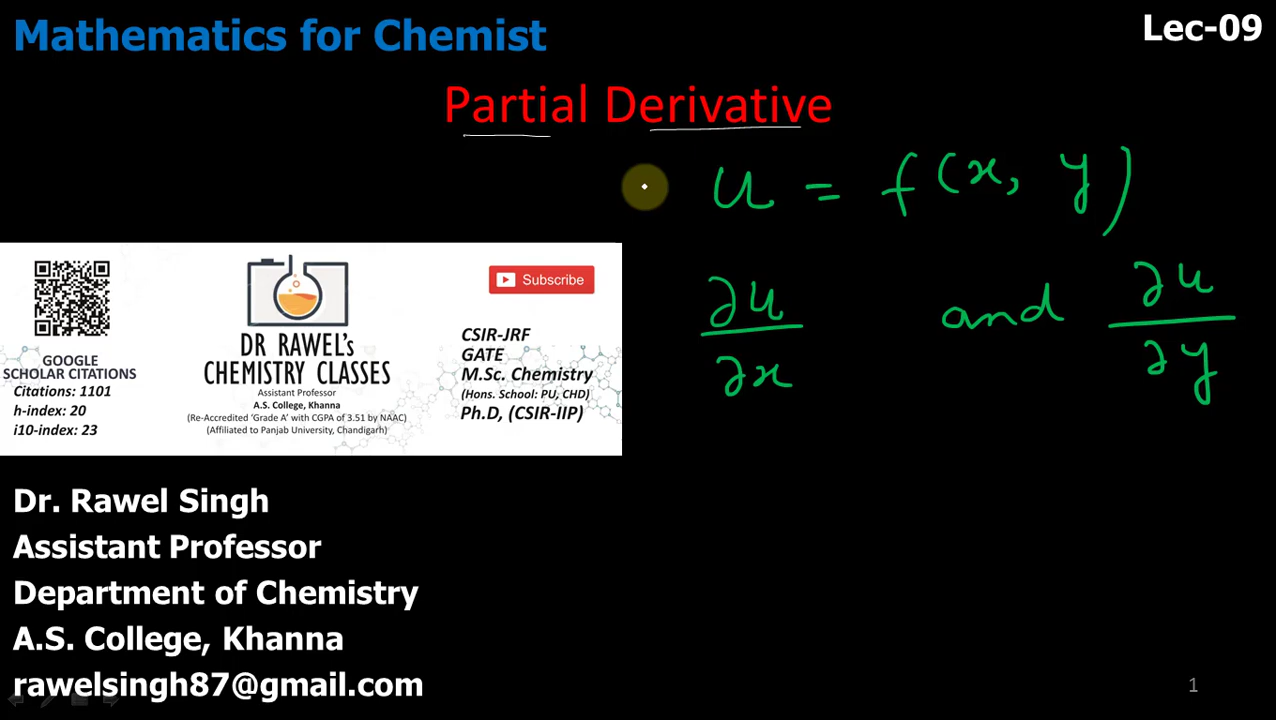 Mathematics for Chemist
Lec-09
Partial Derivative
u = f(x, y)
∂u/∂x and ∂u/∂y
Subscribe
GOOGLE
SCHOLAR CITATIONS
Citations: 1101
h-index: 20
i10-index: 23
DR RAWEL's
CHEMISTRY CLASSES
Assistant Professor
A.S. College, Khanna
(Re-Accredited 'Grade A' with CGPA of 3.51 by NAAC)
(Affiliated to Panjab University, Chandigarh)
CSIR-JRF
GATE
M.Sc. Chemistry
(Hons. School: PU, CHD)
Ph.D, (CSIR-IIP)
Dr. Rawel Singh
Assistant Professor
Department of Chemistry
A.S. College, Khanna
rawelsingh87@gmail.com
1